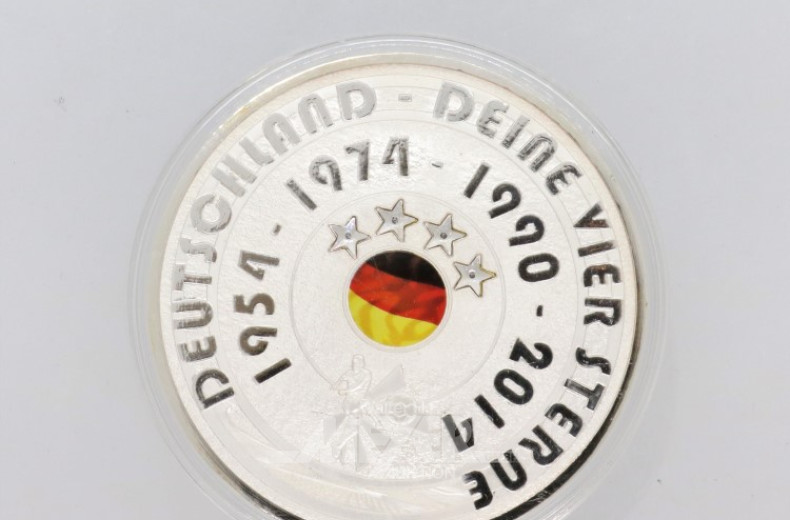 DEUTSCHLAND - DEINE VIER STERNE
1954 - 1974 - 1990 - 2014